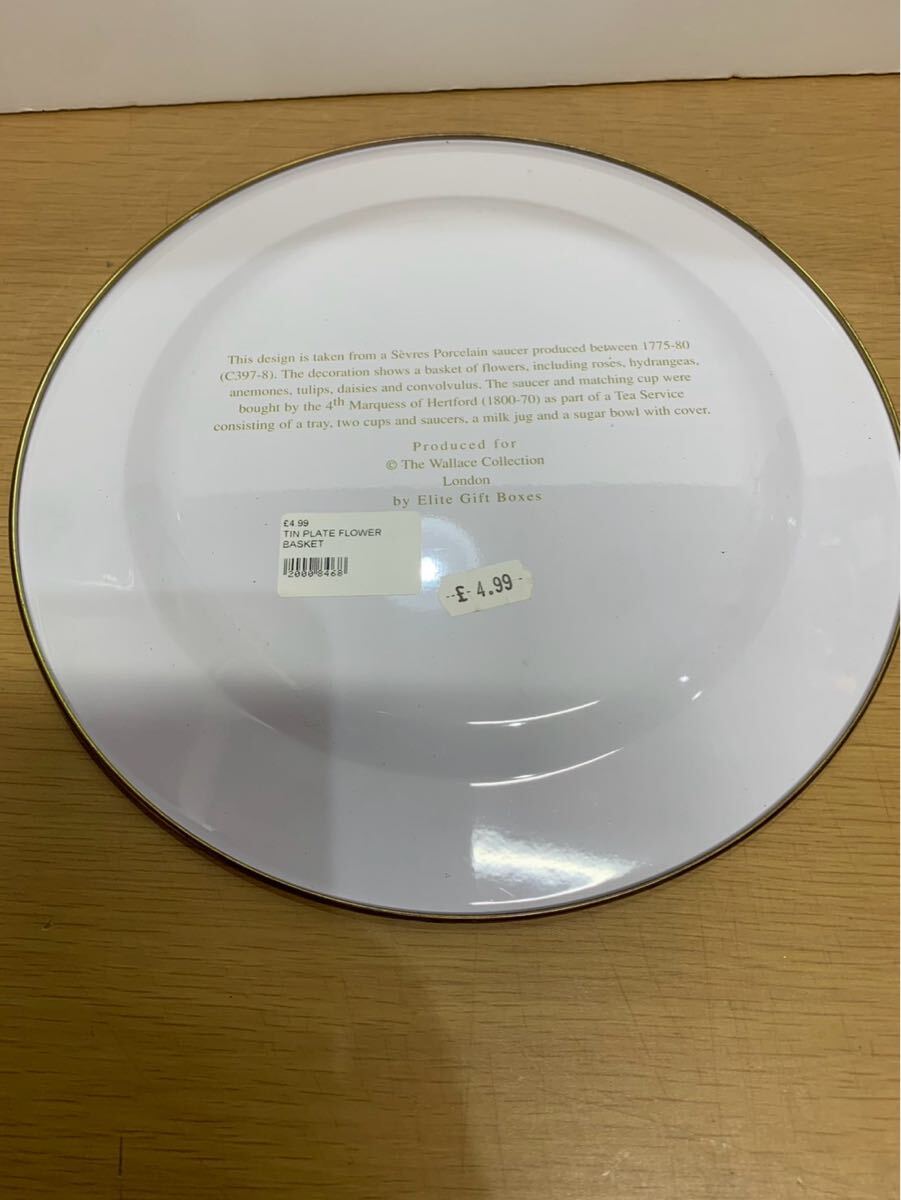 This design is taken from a Sèvres Porcelain saucer produced between 1775-80
(C397-8). The decoration shows a basket of flowers, including roses, hydrangeas,
anemones, tulips, daisies and convolvulus. The saucer and matching cup were
bought by the 4th Marquess of Hertford (1800-70) as part of a Tea Service
consisting of a tray, two cups and saucers, a milk jug and a sugar bowl with cover.
Produced for
© The Wallace Collection
London
by Elite Gift Boxes
£4.99
TIN PLATE FLOWER
BASKET
20008468
--£-4.99-